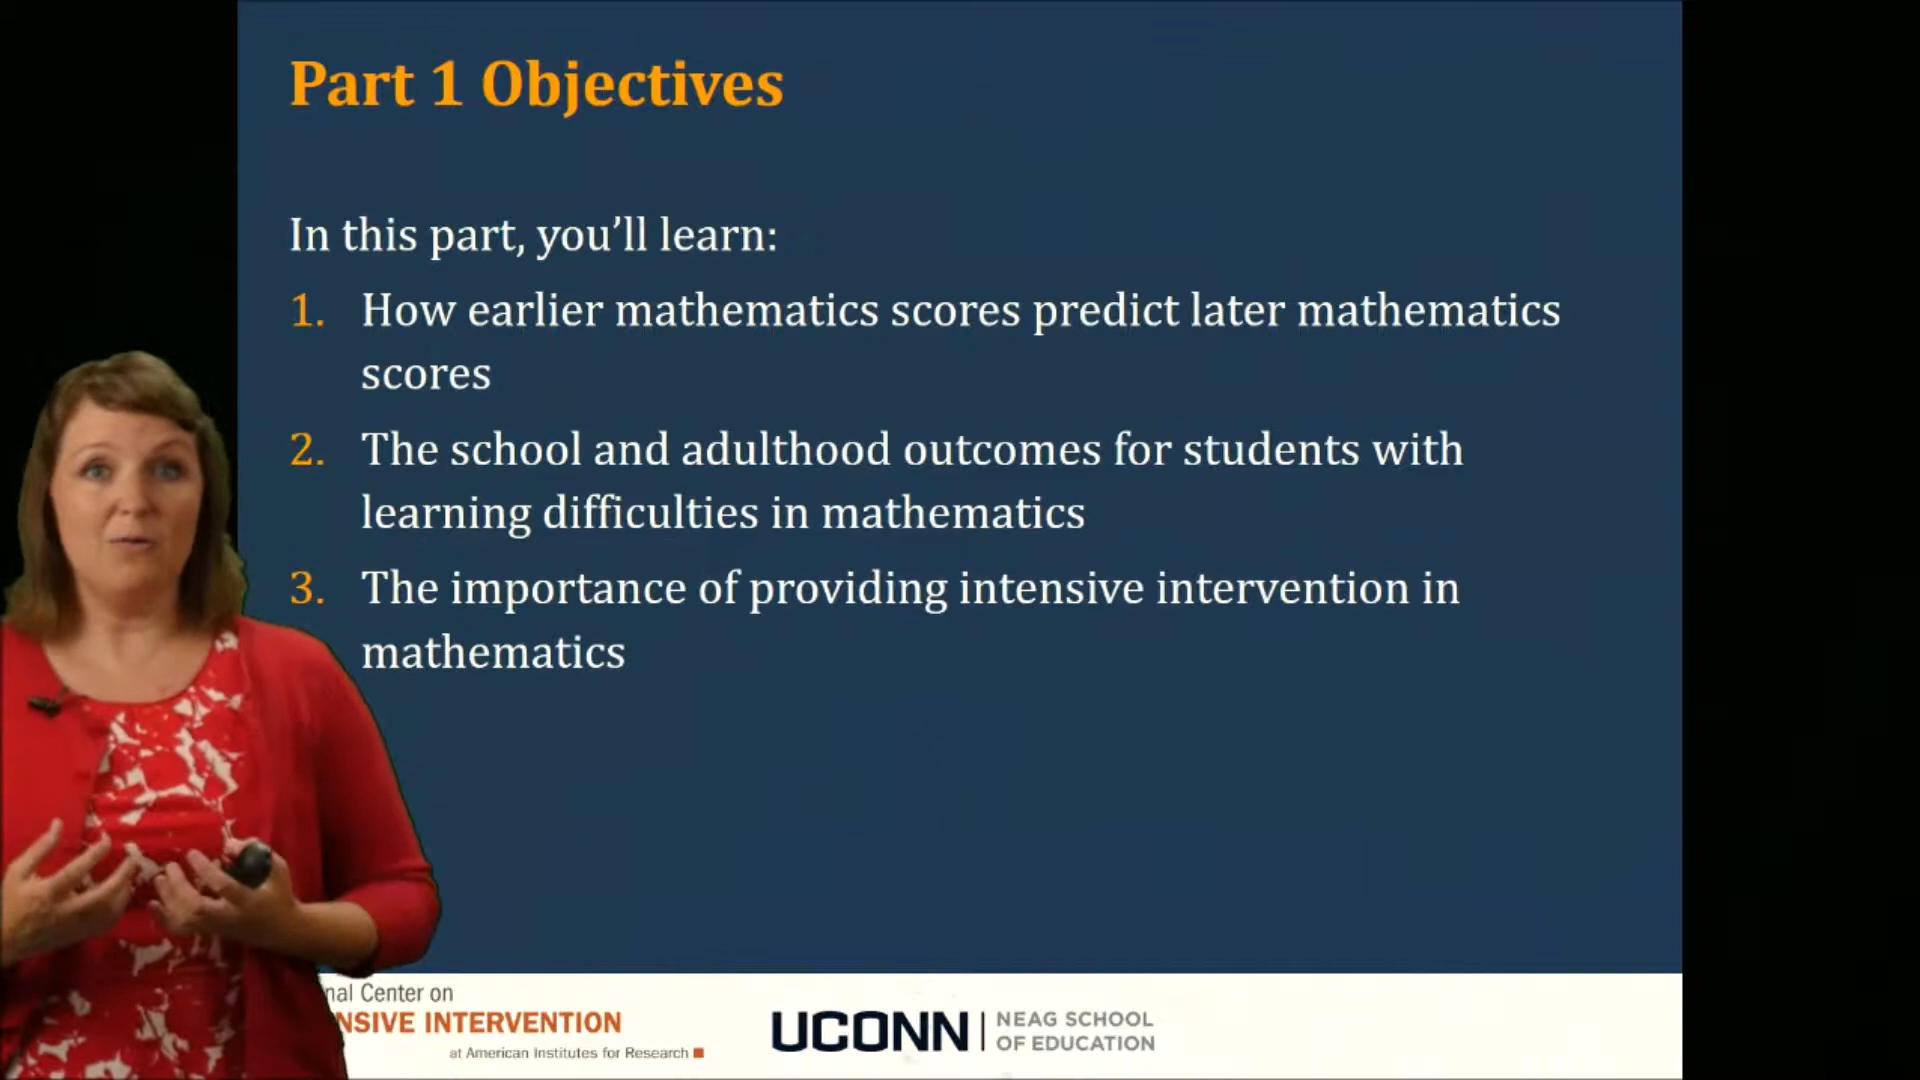 Part 1 Objectives
In this part, you’ll learn:
1. How earlier mathematics scores predict later mathematics
scores
2. The school and adulthood outcomes for students with
learning difficulties in mathematics
3. The importance of providing intensive intervention in
mathematics
nal Center on
NSIVE INTERVENTION
at American Institutes for Research
UCONN
NEAG SCHOOL
OF EDUCATION